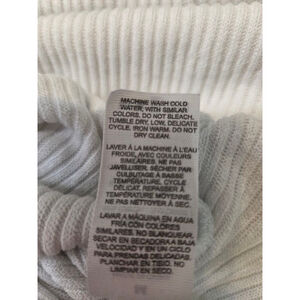 MACHINE WASH COLD
WATER, WITH SIMILAR
COLORS. DO NOT BLEACH.
TUMBLE DRY, LOW, DELICATE
CYCLE, IRON WARM. DO NOT
DRY CLEAN.
LAVER À LA MACHINE À L'EAU
FROIDE, AVEC COULEURS
SIMILAIRES. NE PAS
JAVELLISER. SÉCHER PAR
CULBUTAGE À BASSE
TEMPÉRATURE, CYCLE
DÉLICAT. REPASSER À
TEMPÉRATURE MOYENNE.
NE PAS NETTOYER À SEC.
LAVAR A MÁQUINA EN AGUA
FRÍA CON COLORES
SIMILARES. NO BLANQUEAR.
SECAR EN SECADORA A BAJA
VELOCIDAD Y EN UN CICLO
PARA PRENDAS DELICADAS.
PLANCHAR EN TIBIO. NO
LIMPIAR EN SECO.